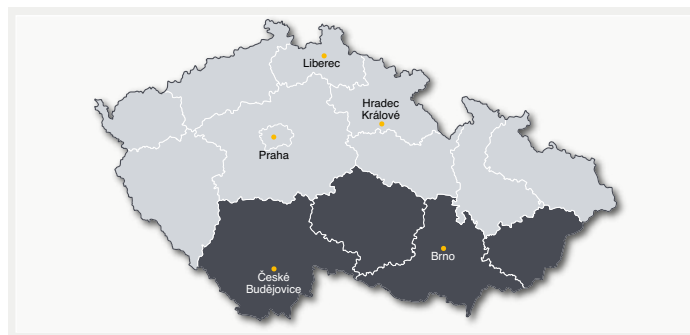 Liberec
Hradec
Králové
Praha
Brno
České
Budějovice